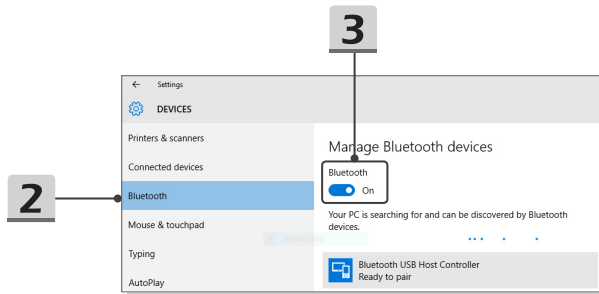 3
← Settings
DEVICES
Printers & scanners
Connected devices
Bluetooth
Mouse & touchpad
Typing
AutoPlay
2
Manage Bluetooth devices
Bluetooth
On
Your PC is searching for and can be discovered by Bluetooth
devices.
Bluetooth USB Host Controller
Ready to pair